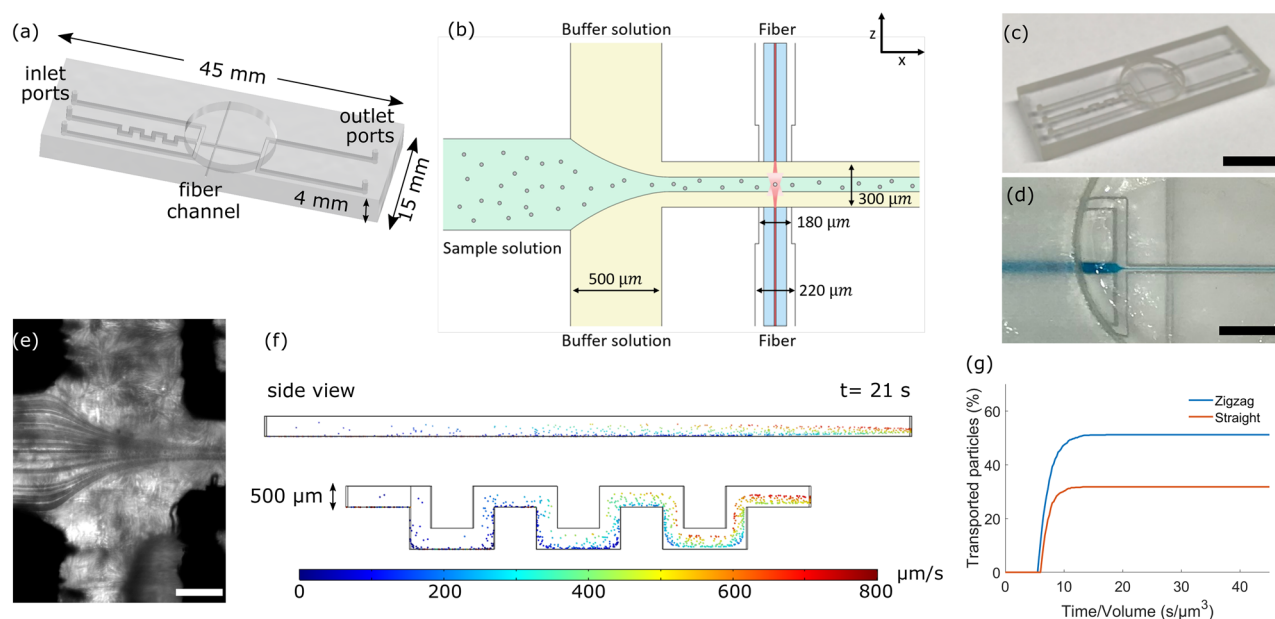 (a)
45 mm
inlet
ports
outlet
ports
fiber
channel
4 mm
15 mm
(b)
Buffer solution
Fiber
z
x
Sample solution
300 μm
180 μm
500 μm
220 μm
Buffer solution
Fiber
(c)
(d)
(e)
(f)
side view
t= 21 s
500 μm
μm/s
0
200
400
600
800
(g)
Transported particles (%)
60
40
20
0
Zigzag
Straight
0
10
20
30
40
Time/Volume (s/μm³)